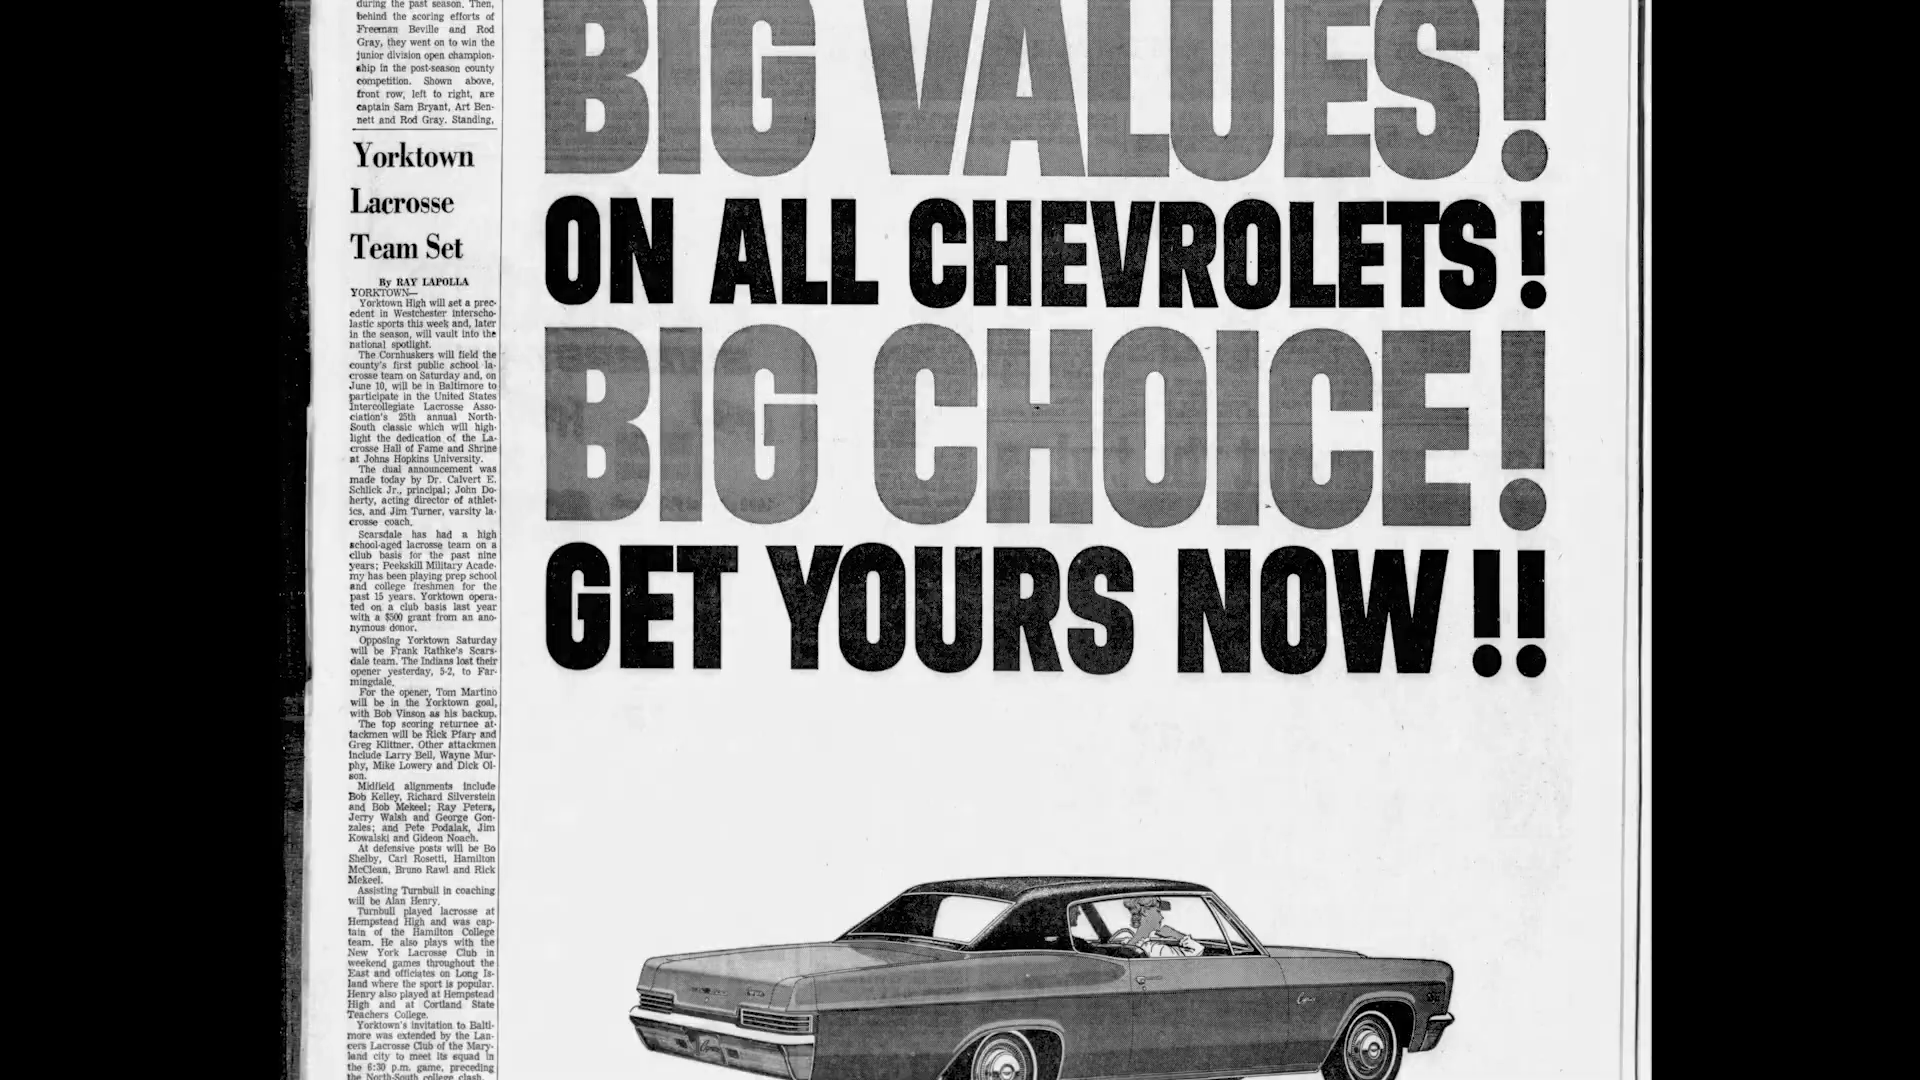 during the past season. Then,
behind the scoring efforts of
Freeman Beville and Rod
Gray, they went on to win the
junior division open champion-
ship in the post-season county
competition. Shown above,
front row, left to right, are
captain Sam Bryant, Art Ben-
nett and Rod Gray. Standing,
Yorktown
Lacrosse
Team Set
By RAY LAPOLLA
YORKTOWN—
Yorktown High will set a prec-
edent in Westchester interscho-
lastic sports this week and, later
in the season, will vault into the
national spotlight.
The Cornhuskers will field the
county's first public school la-
crosse team on Saturday and, on
June 10, will be in Baltimore to
participate in the United States
Intercollegiate Lacrosse Asso-
ciation's 25th annual North-
South classic which will high-
light the dedication of the La-
crosse Hall of Fame and Shrine
at Johns Hopkins University.
The dual announcement was
made today by Dr. Calvert E.
Schlick Jr., principal; John Do-
herty, acting director of athlet-
ics, and Jim Turner, varsity la-
crosse coach.
Scarsdale has had a high
school-aged lacrosse team on a
club basis for the past nine
years; Peekskill Military Acade-
my has been playing prep school
and college freshmen for the
past 15 years. Yorktown opera-
ted on a club basis last year
with a $500 grant from an ano-
nymous donor.
Opposing Yorktown Saturday
will be Frank Rathke's Scars-
dale team. The Indians lost their
opener yesterday, 5-2, to Far-
mingdale.
For the opener, Tom Martino
will be in the Yorktown goal,
with Bob Vinson as his backup.
The top scoring returnee at-
tackmen will be Rick Pfarr and
Greg Klittner. Other attackmen
include Larry Bell, Wayne Mur-
phy, Mike Lowery and Dick Ol-
son.
Midfield alignments include
Bob Kelley, Richard Silverstein
and Bob Mekeel; Ray Peters,
Jerry Walsh and George Gon-
zales; and Pete Podalak, Jim
Kowalski and Gideon Noach.
At defensive posts will be Bo
Shelby, Carl Rosetti, Hamilton
McClean, Bruno Rawl and Rick
Mekeel.
Assisting Turnbull in coaching
will be Alan Henry.
Turnbull played lacrosse at
Hempstead High and was cap-
tain of the Hamilton College
team. He also plays with the
New York Lacrosse Club in
weekend games throughout the
East and officiates on Long Is-
land where the sport is popular.
Henry also played at Hempstead
High and at Cortland State
Teachers College.
Yorktown's invitation to Balti-
more was extended by the Lan-
cers Lacrosse Club of the Mary-
land city to meet its squad in
the 6:30 p.m. game, preceding
the North-South college clash.
BIG VALUES!
ON ALL CHEVROLETS!
BIG CHOICE!
GET YOURS NOW!!